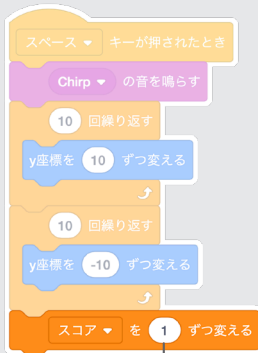 スペース キーが押されたとき
Chirp の音を鳴らす
10 回繰り返す
y座標を 10 ずつ変える
10 回繰り返す
y座標を -10 ずつ変える
スコア を 1 ずつ変える